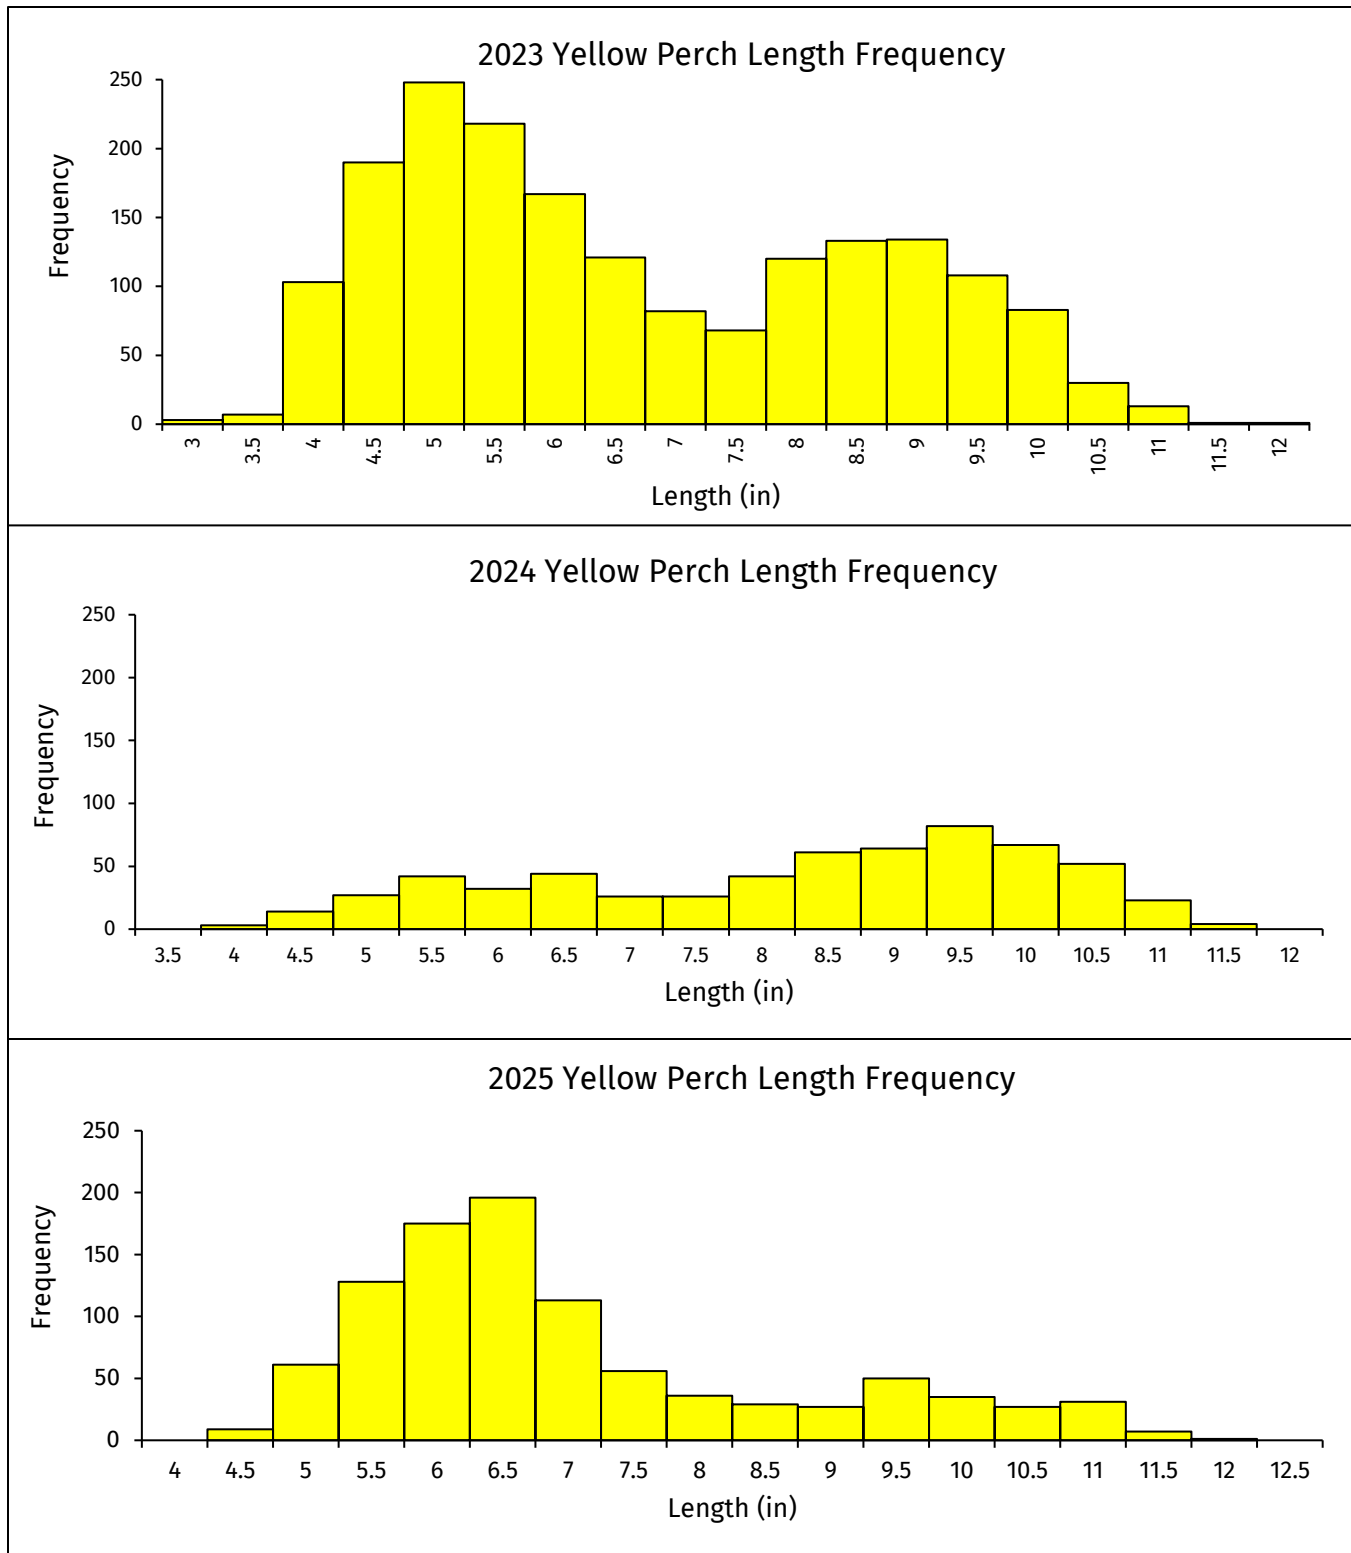 2023 Yellow Perch Length Frequency
250
200
150
100
50
0
Frequency
3 3.5 4 4.5 5 5.5 6 6.5 7 7.5 8 8.5 9 9.5 10 10.5 11 11.5 12
Length (in)
2024 Yellow Perch Length Frequency
250
200
150
100
50
0
Frequency
3.5 4 4.5 5 5.5 6 6.5 7 7.5 8 8.5 9 9.5 10 10.5 11 11.5 12
Length (in)
2025 Yellow Perch Length Frequency
250
200
150
100
50
0
Frequency
4 4.5 5 5.5 6 6.5 7 7.5 8 8.5 9 9.5 10 10.5 11 11.5 12 12.5
Length (in)